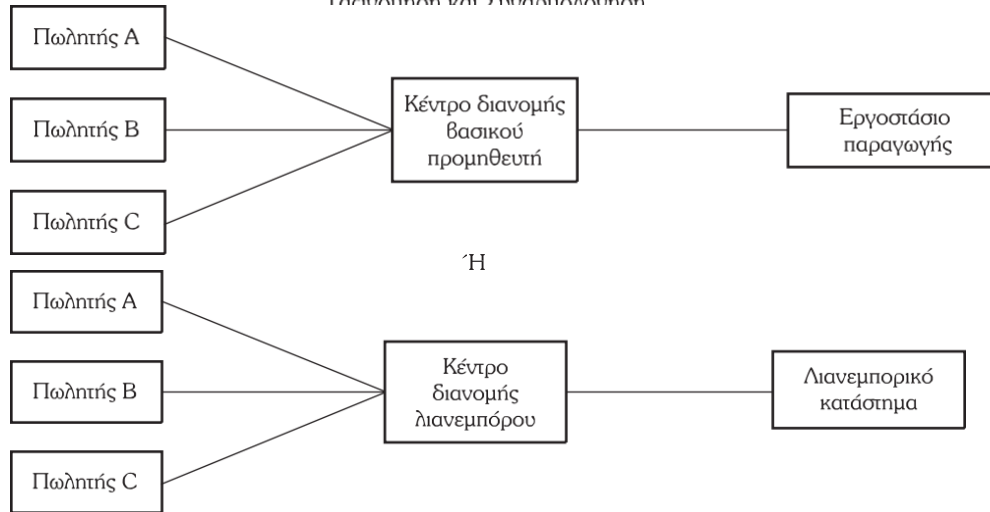 Πωλητής A
Πωλητής B
Πωλητής C
Κέντρο διανομής
βασικού
προμηθευτή
Εργοστάσιο
παραγωγής
Ή
Πωλητής A
Πωλητής B
Πωλητής C
Κέντρο
διανομής
λιανεμπόρου
Λιανεμπορικό
κατάστημα